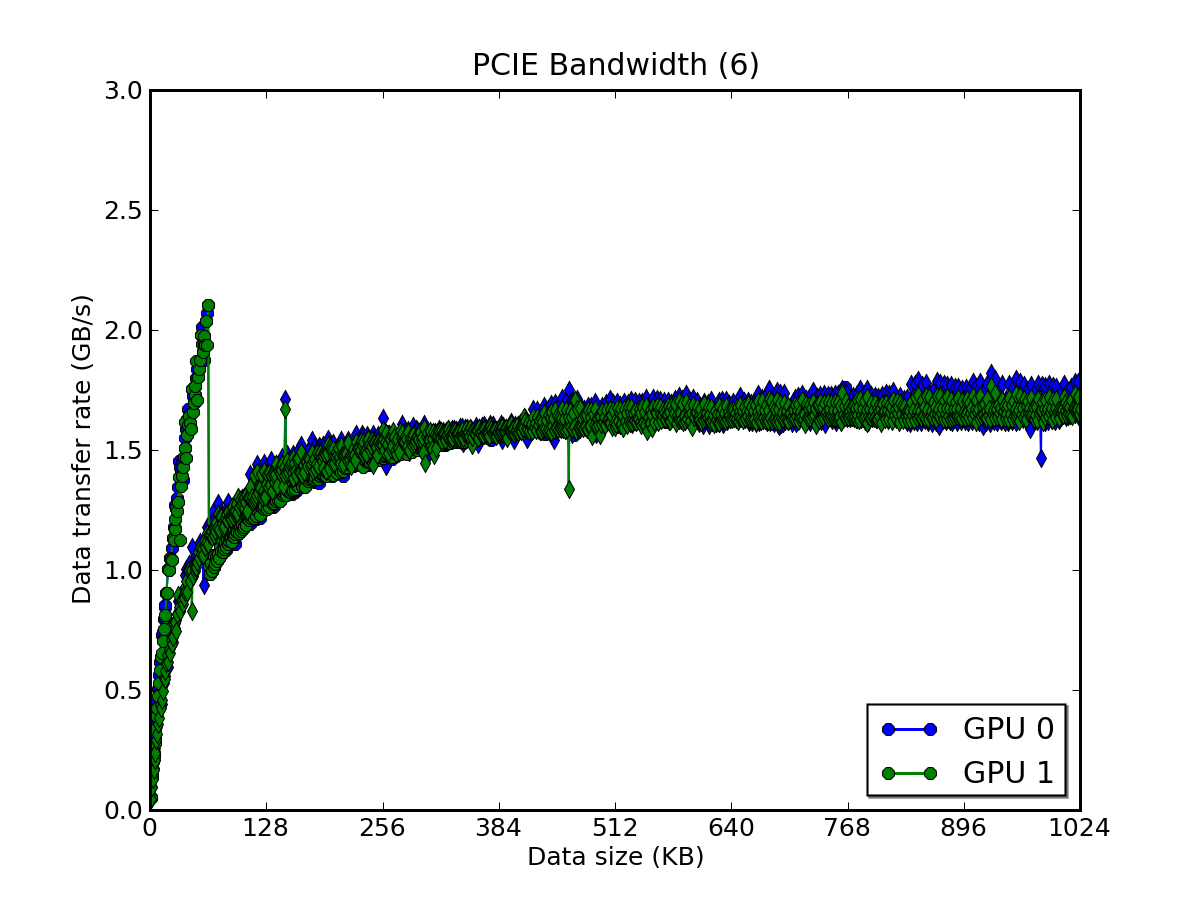 PCIE Bandwidth (6)
Data transfer rate (GB/s)
3.0
2.5
2.0
1.5
1.0
0.5
0.0
0 128 256 384 512 640 768 896 1024
Data size (KB)
GPU 0
GPU 1